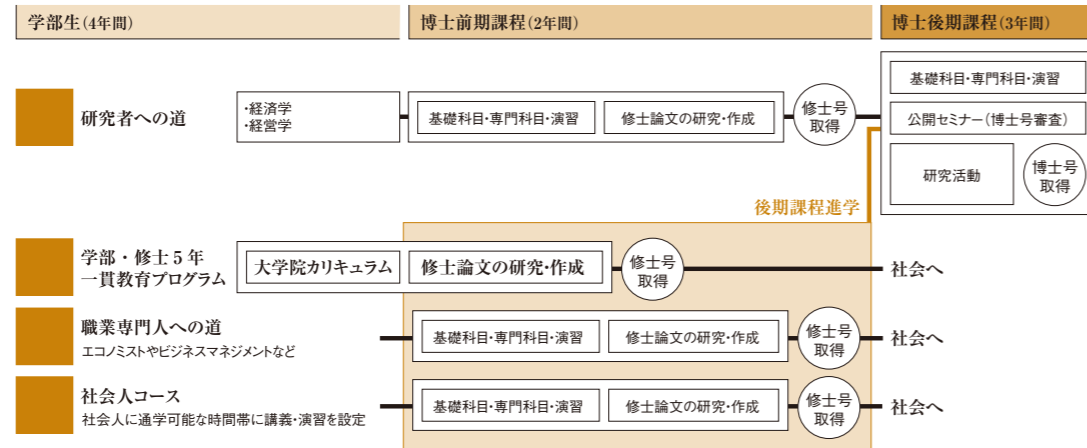 学部生(4年間)
博士前期課程(2年間)
博士後期課程(3年間)
研究者への道
・経済学
・経営学
基礎科目・専門科目・演習
修士論文の研究・作成
修士号
取得
基礎科目・専門科目・演習
公開セミナー(博士号審査)
研究活動
博士号
取得
後期課程進学
学部・修士5年
一貫教育プログラム
大学院カリキュラム
修士論文の研究・作成
修士号
取得
社会へ
職業専門人への道
エコノミストやビジネスマネジメントなど
基礎科目・専門科目・演習
修士論文の研究・作成
修士号
取得
社会へ
社会人コース
社会人に通学可能な時間帯に講義・演習を設定
基礎科目・専門科目・演習
修士論文の研究・作成
修士号
取得
社会へ